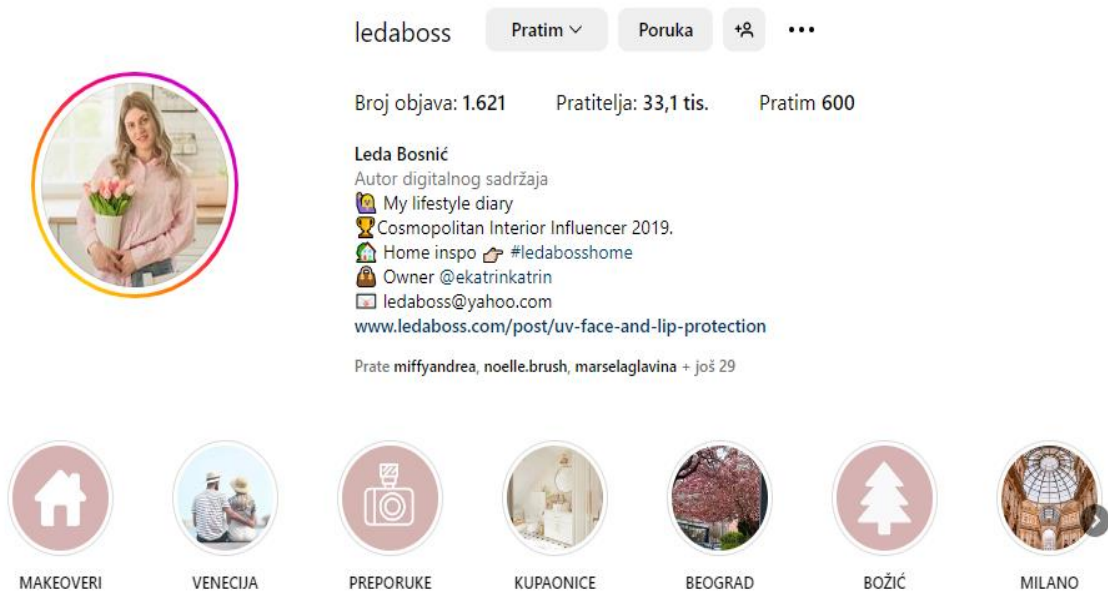 ledaboss Pratim Poruka
Broj objava: 1.621 Pratitelja: 33,1 tis. Pratim 600
Leda Bosnić
Autor digitalnog sadržaja
My lifestyle diary
Cosmopolitan Interior Influencer 2019.
Home inspo #ledabosshome
Owner @ekatrinkatrin
ledaboss@yahoo.com
www.ledaboss.com/post/uv-face-and-lip-protection
Prate miffyandrea, noelle.brush, marselaglavina + još 29
MAKEOVERI VENECIJA PREPORUKE KUPAONICE BEOGRAD BOŽIĆ MILANO